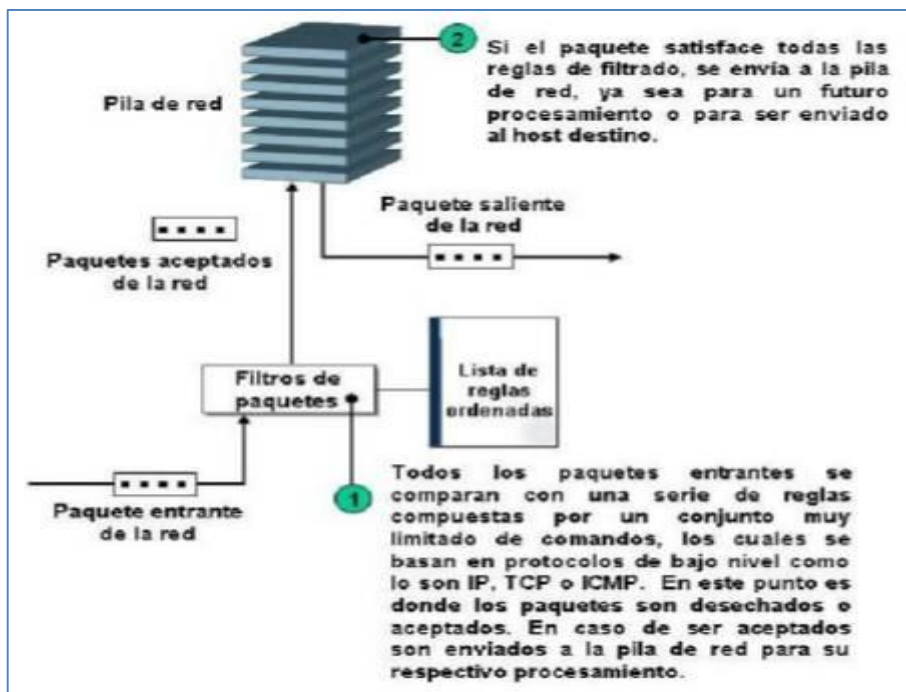 2
Si el paquete satisface todas las
reglas de filtrado, se envía a la pila
de red, ya sea para un futuro
procesamiento o para ser enviado
al host destino.
Pila de red
Paquete saliente
de la red
Paquetes aceptados
de la red
Filtros de
paquetes
Lista de
reglas
ordenadas
Paquete entrante
de la red
1
Todos los paquetes entrantes se
comparan con una serie de reglas
compuestas por un conjunto muy
limitado de comandos, los cuales se
basan en protocolos de bajo nivel como
lo son IP, TCP o ICMP. En este punto es
donde los paquetes son desechados o
aceptados. En caso de ser aceptados
son enviados a la pila de red para su
respectivo procesamiento.